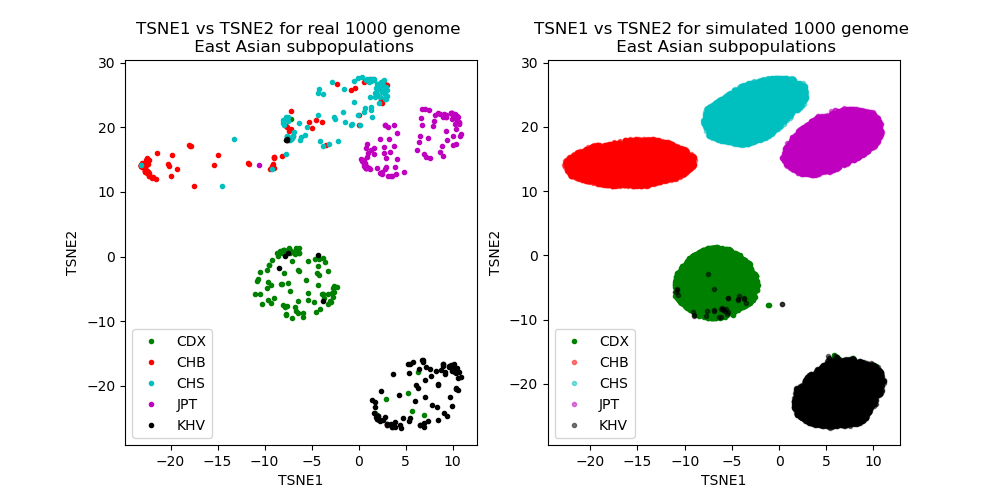 TSNE1 vs TSNE2 for real 1000 genome
East Asian subpopulations
30
20
10
0
−10
−20
TSNE2
CDX
CHB
CHS
JPT
KHV
−20 −15 −10 −5 0 5 10
TSNE1
TSNE1 vs TSNE2 for simulated 1000 genome
East Asian subpopulations
30
20
10
0
−10
−20
TSNE2
CDX
CHB
CHS
JPT
KHV
−20 −15 −10 −5 0 5 10
TSNE1